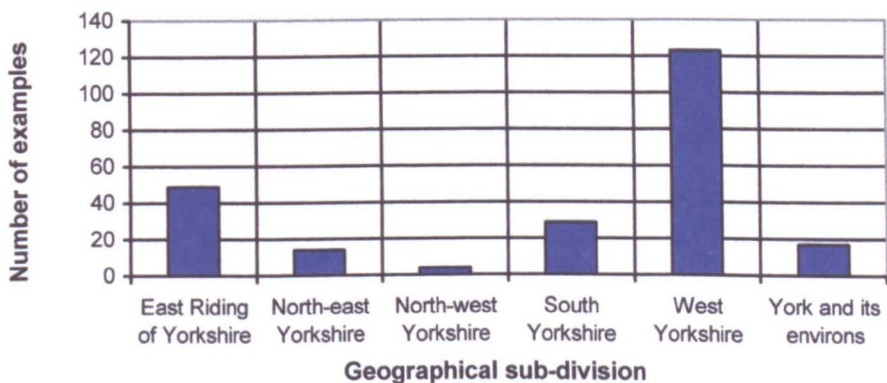 Number of examples
140
120
100
80
60
40
20
0
East Riding
of Yorkshire
North-east
Yorkshire
North-west
Yorkshire
South
Yorkshire
West
Yorkshire
York and its
environs
Geographical sub-division